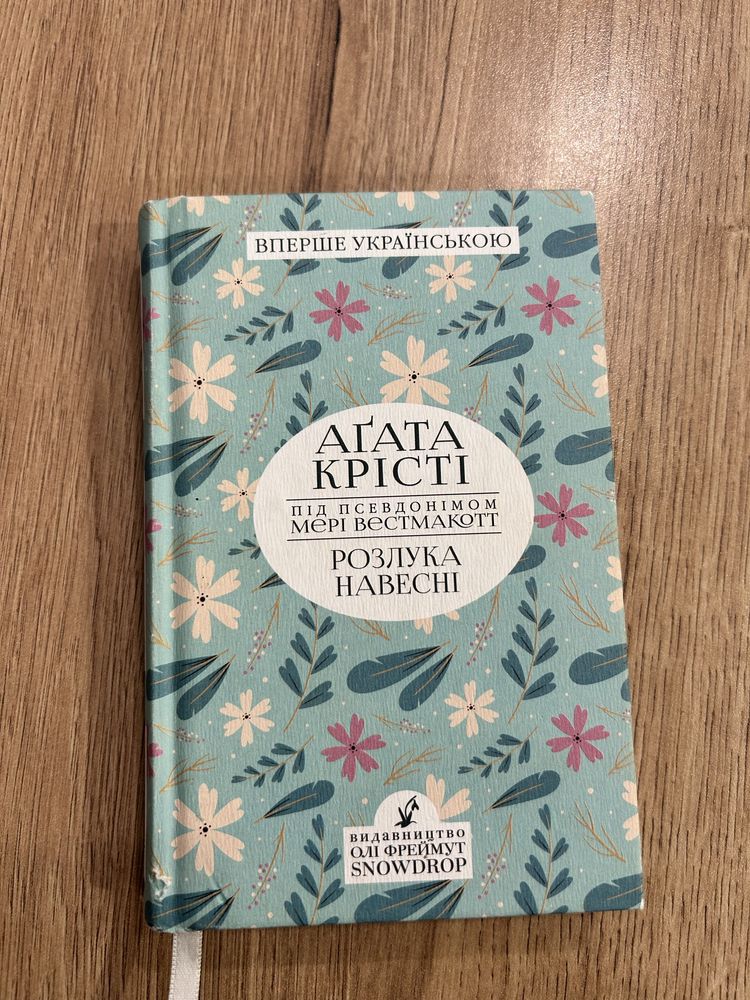 ВПЕРШЕ УКРАЇНСЬКОЮ
АҐАТА
КРІСТІ
ПІД ПСЕВДОНІМОМ
МЕРІ ВЕСТМАКОТТ
РОЗЛУКА
НАВЕСНІ
ВИДАВНИЦТВО
ОЛІ ФРЕЙМУТ
SNOWDROP